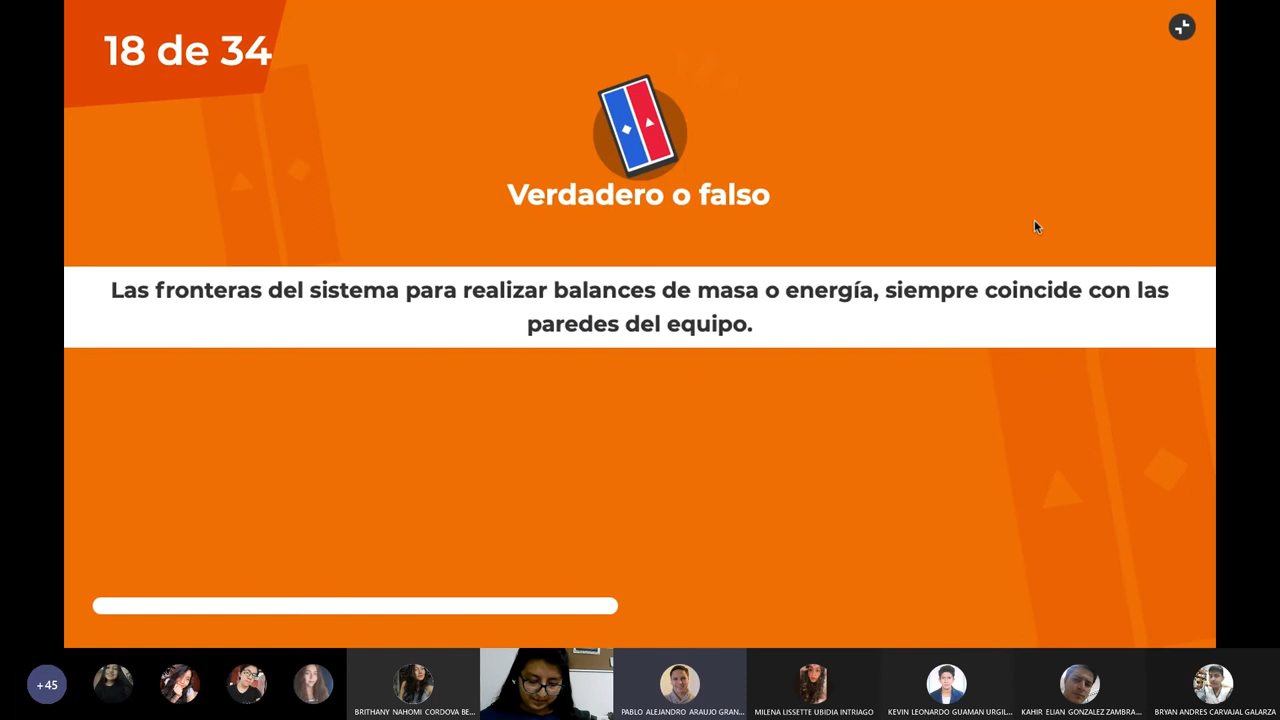 18 de 34
Verdadero o falso
Las fronteras del sistema para realizar balances de masa o energía, siempre coincide con las
paredes del equipo.
+45
BRITHANY NAHOMI CORDOVA BE...
PABLO ALEJANDRO ARAUJO GRAN...
MILENA LISSETTE UBIDIA INTRIAGO
KEVIN LEONARDO GUAMAN URGIL...
KAHIR ELIAN GONZALEZ ZAMBRA...
BRYAN ANDRES CARVAJAL GALARZA